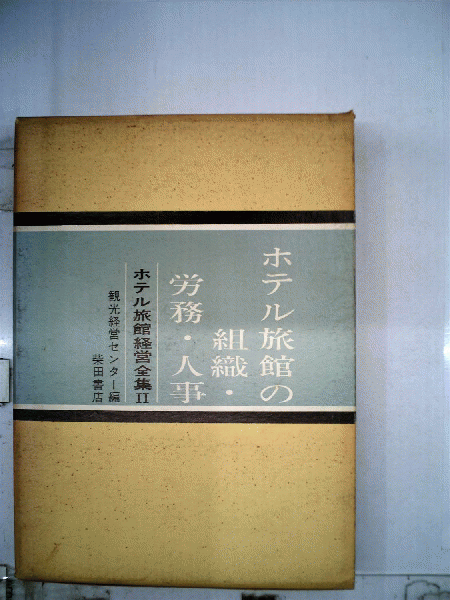 ホテル旅館の
組織・
労務・人事
ホテル旅館経営全集II
観光経営センター編
柴田書店